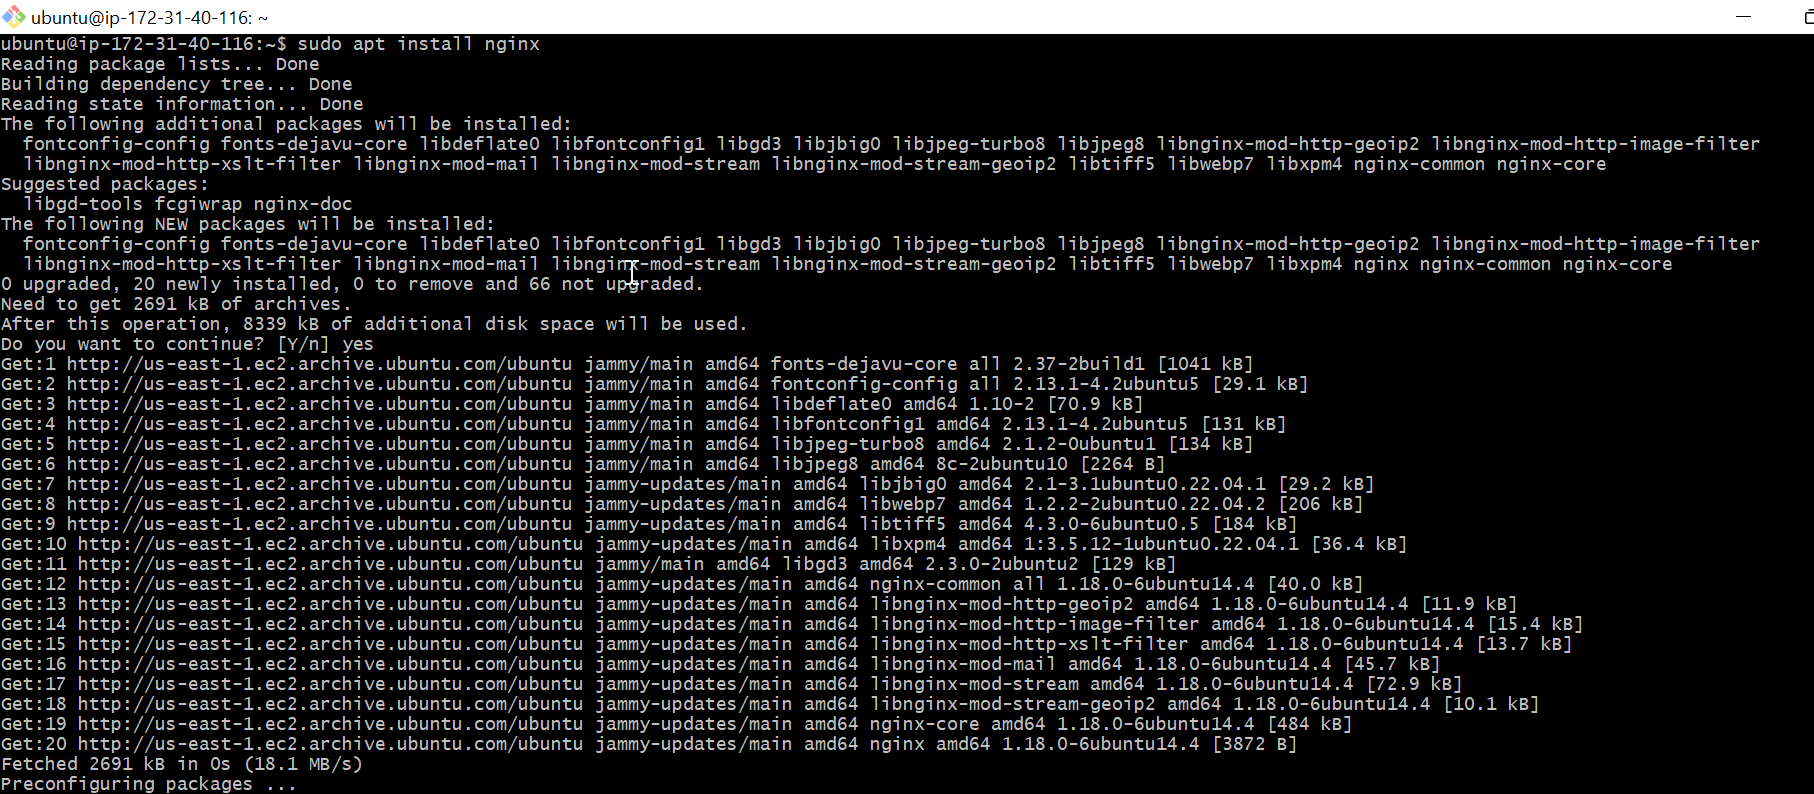 ubuntu@ip-172-31-40-116: ~
ubuntu@ip-172-31-40-116:~$ sudo apt install nginx
Reading package lists... Done
Building dependency tree... Done
Reading state information... Done
The following additional packages will be installed:
  fontconfig-config fonts-dejavu-core libdeflate0 libfontconfig1 libgd3 libjbig0 libjpeg-turbo8 libjpeg8 libnginx-mod-http-geoip2 libnginx-mod-http-image-filter
  libnginx-mod-http-xslt-filter libnginx-mod-mail libnginx-mod-stream libnginx-mod-stream-geoip2 libtiff5 libwebp7 libxpm4 nginx-common nginx-core
Suggested packages:
  libgd-tools fcgiwrap nginx-doc
The following NEW packages will be installed:
  fontconfig-config fonts-dejavu-core libdeflate0 libfontconfig1 libgd3 libjbig0 libjpeg-turbo8 libjpeg8 libnginx-mod-http-geoip2 libnginx-mod-http-image-filter
  libnginx-mod-http-xslt-filter libnginx-mod-mail libnginx-mod-stream libnginx-mod-stream-geoip2 libtiff5 libwebp7 libxpm4 nginx nginx-common nginx-core
0 upgraded, 20 newly installed, 0 to remove and 66 not upgraded.
Need to get 2691 kB of archives.
After this operation, 8339 kB of additional disk space will be used.
Do you want to continue? [Y/n] yes
Get:1 http://us-east-1.ec2.archive.ubuntu.com/ubuntu jammy/main amd64 fonts-dejavu-core all 2.37-2build1 [1041 kB]
Get:2 http://us-east-1.ec2.archive.ubuntu.com/ubuntu jammy/main amd64 fontconfig-config all 2.13.1-4.2ubuntu5 [29.1 kB]
Get:3 http://us-east-1.ec2.archive.ubuntu.com/ubuntu jammy/main amd64 libdeflate0 amd64 1.10-2 [70.9 kB]
Get:4 http://us-east-1.ec2.archive.ubuntu.com/ubuntu jammy/main amd64 libfontconfig1 amd64 2.13.1-4.2ubuntu5 [131 kB]
Get:5 http://us-east-1.ec2.archive.ubuntu.com/ubuntu jammy/main amd64 libjpeg-turbo8 amd64 2.1.2-0ubuntu1 [134 kB]
Get:6 http://us-east-1.ec2.archive.ubuntu.com/ubuntu jammy/main amd64 libjpeg8 amd64 8c-2ubuntu10 [2264 B]
Get:7 http://us-east-1.ec2.archive.ubuntu.com/ubuntu jammy-updates/main amd64 libjbig0 amd64 2.1-3.1ubuntu0.22.04.1 [29.2 kB]
Get:8 http://us-east-1.ec2.archive.ubuntu.com/ubuntu jammy-updates/main amd64 libwebp7 amd64 1.2.2-2ubuntu0.22.04.2 [206 kB]
Get:9 http://us-east-1.ec2.archive.ubuntu.com/ubuntu jammy-updates/main amd64 libtiff5 amd64 4.3.0-6ubuntu0.5 [184 kB]
Get:10 http://us-east-1.ec2.archive.ubuntu.com/ubuntu jammy-updates/main amd64 libxpm4 amd64 1:3.5.12-1ubuntu0.22.04.1 [36.4 kB]
Get:11 http://us-east-1.ec2.archive.ubuntu.com/ubuntu jammy/main amd64 libgd3 amd64 2.3.0-2ubuntu2 [129 kB]
Get:12 http://us-east-1.ec2.archive.ubuntu.com/ubuntu jammy-updates/main amd64 nginx-common all 1.18.0-6ubuntu14.4 [40.0 kB]
Get:13 http://us-east-1.ec2.archive.ubuntu.com/ubuntu jammy-updates/main amd64 libnginx-mod-http-geoip2 amd64 1.18.0-6ubuntu14.4 [11.9 kB]
Get:14 http://us-east-1.ec2.archive.ubuntu.com/ubuntu jammy-updates/main amd64 libnginx-mod-http-image-filter amd64 1.18.0-6ubuntu14.4 [15.4 kB]
Get:15 http://us-east-1.ec2.archive.ubuntu.com/ubuntu jammy-updates/main amd64 libnginx-mod-http-xslt-filter amd64 1.18.0-6ubuntu14.4 [13.7 kB]
Get:16 http://us-east-1.ec2.archive.ubuntu.com/ubuntu jammy-updates/main amd64 libnginx-mod-mail amd64 1.18.0-6ubuntu14.4 [45.7 kB]
Get:17 http://us-east-1.ec2.archive.ubuntu.com/ubuntu jammy-updates/main amd64 libnginx-mod-stream amd64 1.18.0-6ubuntu14.4 [72.9 kB]
Get:18 http://us-east-1.ec2.archive.ubuntu.com/ubuntu jammy-updates/main amd64 libnginx-mod-stream-geoip2 amd64 1.18.0-6ubuntu14.4 [10.1 kB]
Get:19 http://us-east-1.ec2.archive.ubuntu.com/ubuntu jammy-updates/main amd64 nginx-core amd64 1.18.0-6ubuntu14.4 [484 kB]
Get:20 http://us-east-1.ec2.archive.ubuntu.com/ubuntu jammy-updates/main amd64 nginx amd64 1.18.0-6ubuntu14.4 [3872 B]
Fetched 2691 kB in 0s (18.1 MB/s)
Preconfiguring packages ...